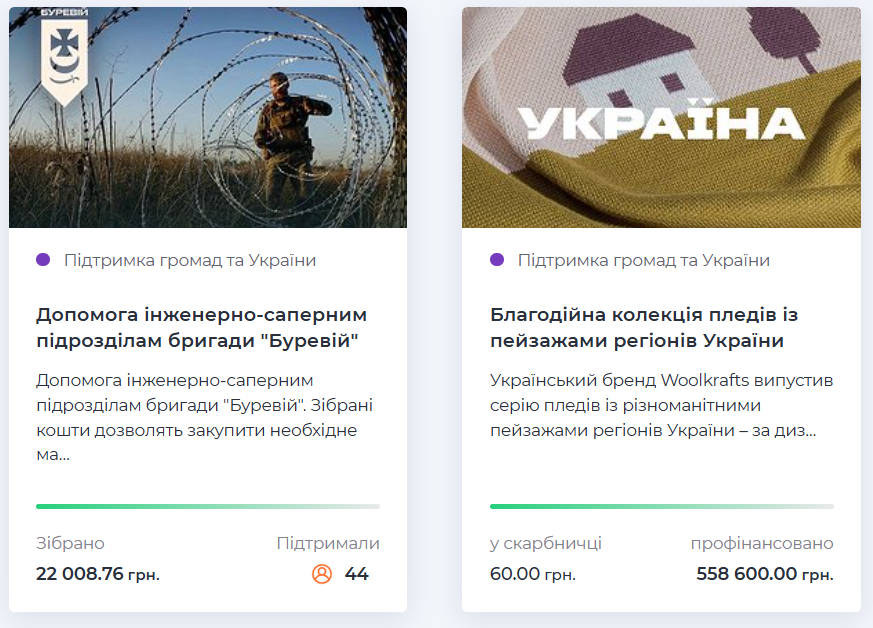 БУРЕВІЙ
Підтримка громад та України
Допомога інженерно-саперним
підрозділам бригади "Буревій"
Допомога інженерно-саперним
підрозділам бригади "Буревій". Зібрані
кошти дозволять закупити необхідне
ма...
Зібрано
Підтримали
22 008.76 грн.
44
УКРАЇНА
Підтримка громад та України
Благодійна колекція пледів із
пейзажами регіонів України
Український бренд Woolkrafts випустив
серію пледів із різноманітними
пейзажами регіонів України – за диз...
у скарбничці
профінансовано
60.00 грн.
558 600.00 грн.